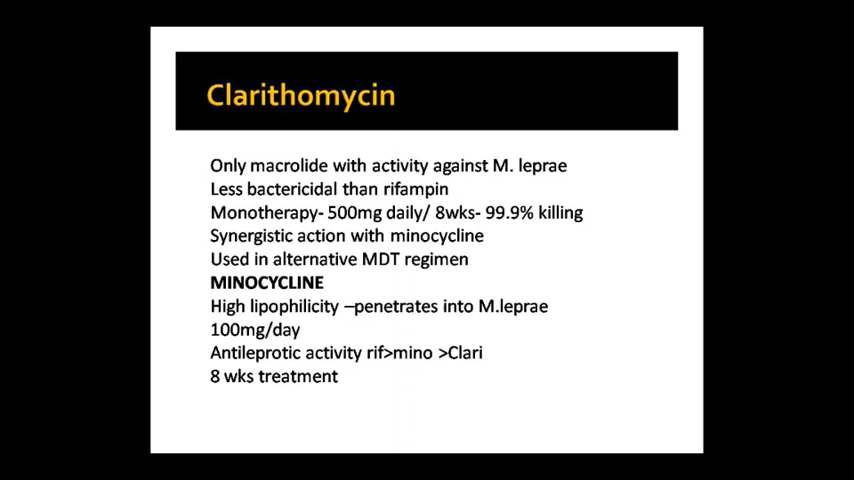 Clarithomycin
Only macrolide with activity against M. leprae
Less bactericidal than rifampin
Monotherapy- 500mg daily/ 8wks- 99.9% killing
Synergistic action with minocycline
Used in alternative MDT regimen
MINOCYCLINE
High lipophilicity –penetrates into M.leprae
100mg/day
Antileprotic activity rif>mino >Clari
8 wks treatment